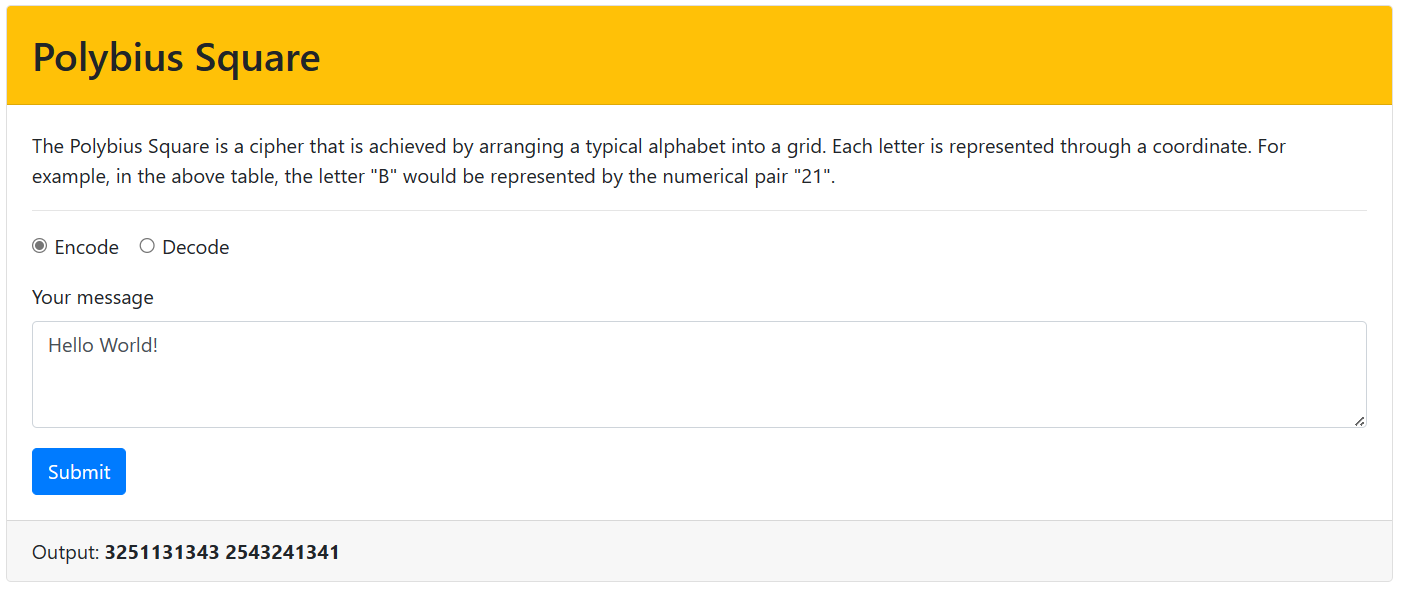 Polybius Square
The Polybius Square is a cipher that is achieved by arranging a typical alphabet into a grid. Each letter is represented through a coordinate. For
example, in the above table, the letter "B" would be represented by the numerical pair "21".
Encode Decode
Your message
Hello World!
Submit
Output: 3251131343 2543241341